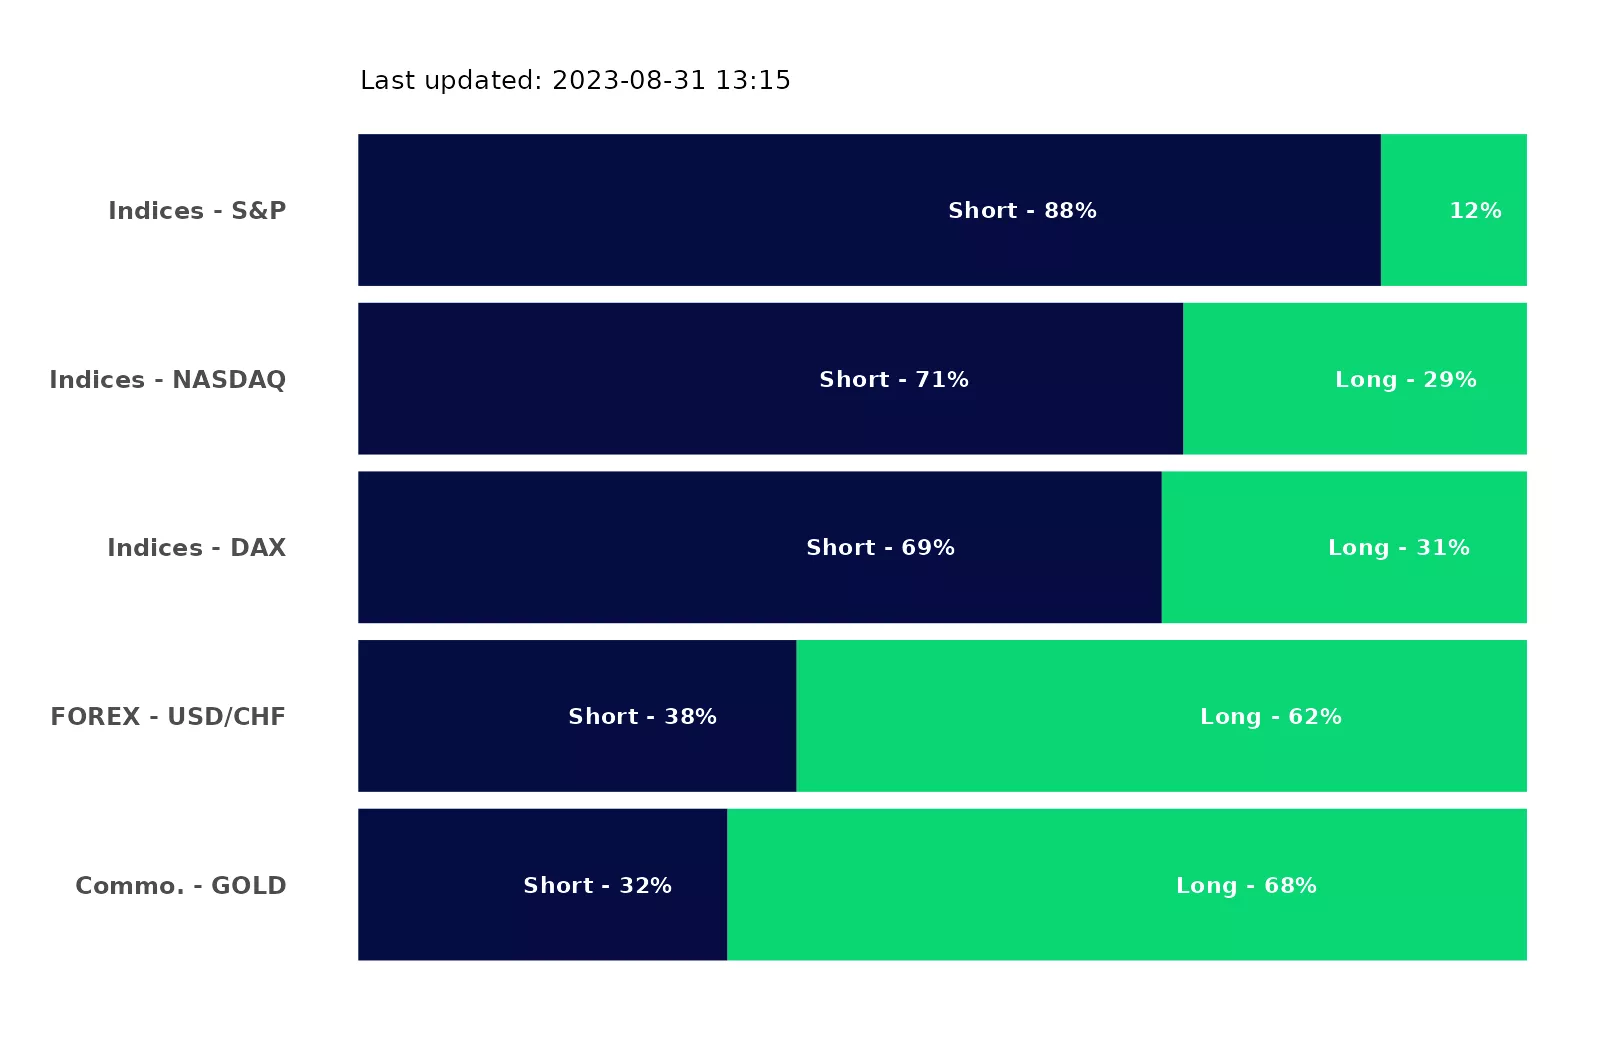 Last updated: 2023-08-31 13:15
Indices - S&P Short - 88% 12%
Indices - NASDAQ Short - 71% Long - 29%
Indices - DAX Short - 69% Long - 31%
FOREX - USD/CHF Short - 38% Long - 62%
Commo. - GOLD Short - 32% Long - 68%